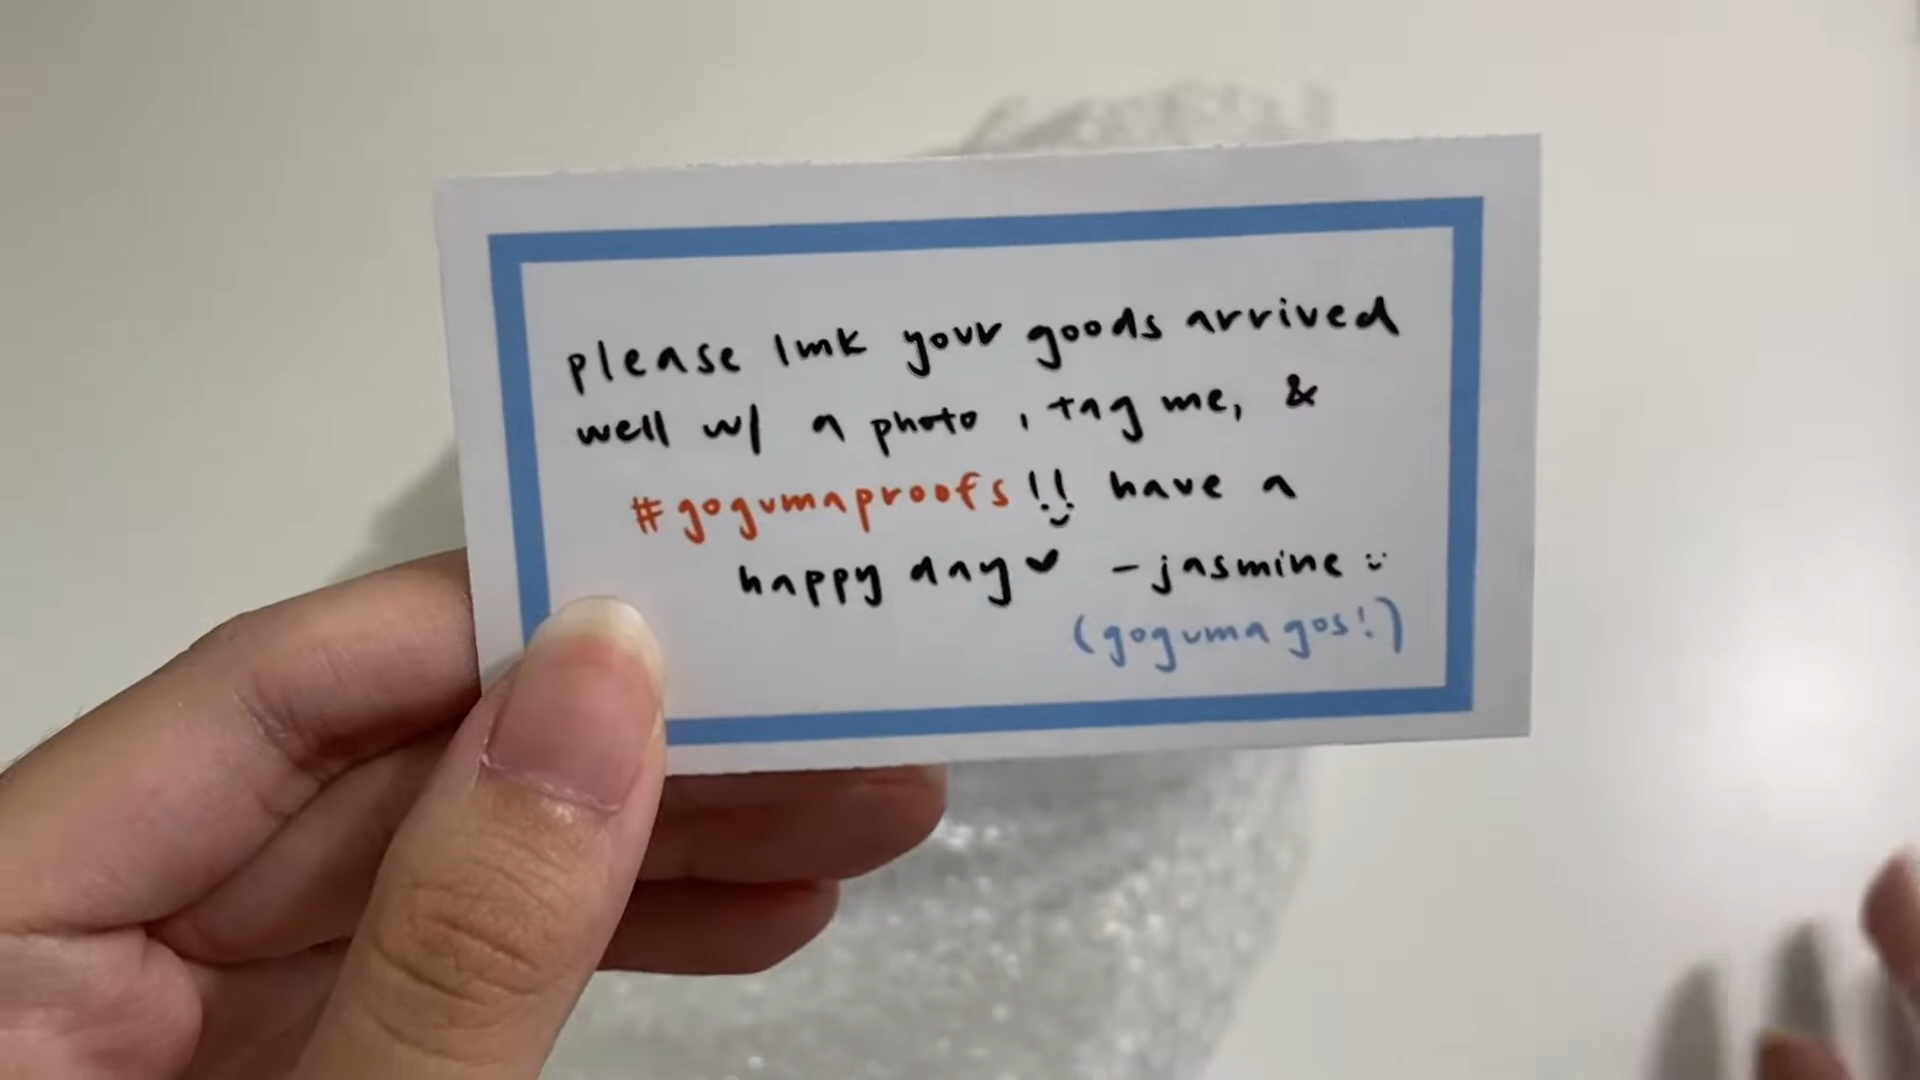 please lmk your goods arrived
well w/ a photo, tag me, &
#gogumaproofs!! have a
happy day♥ -jasmine :)
(goguma gos!)